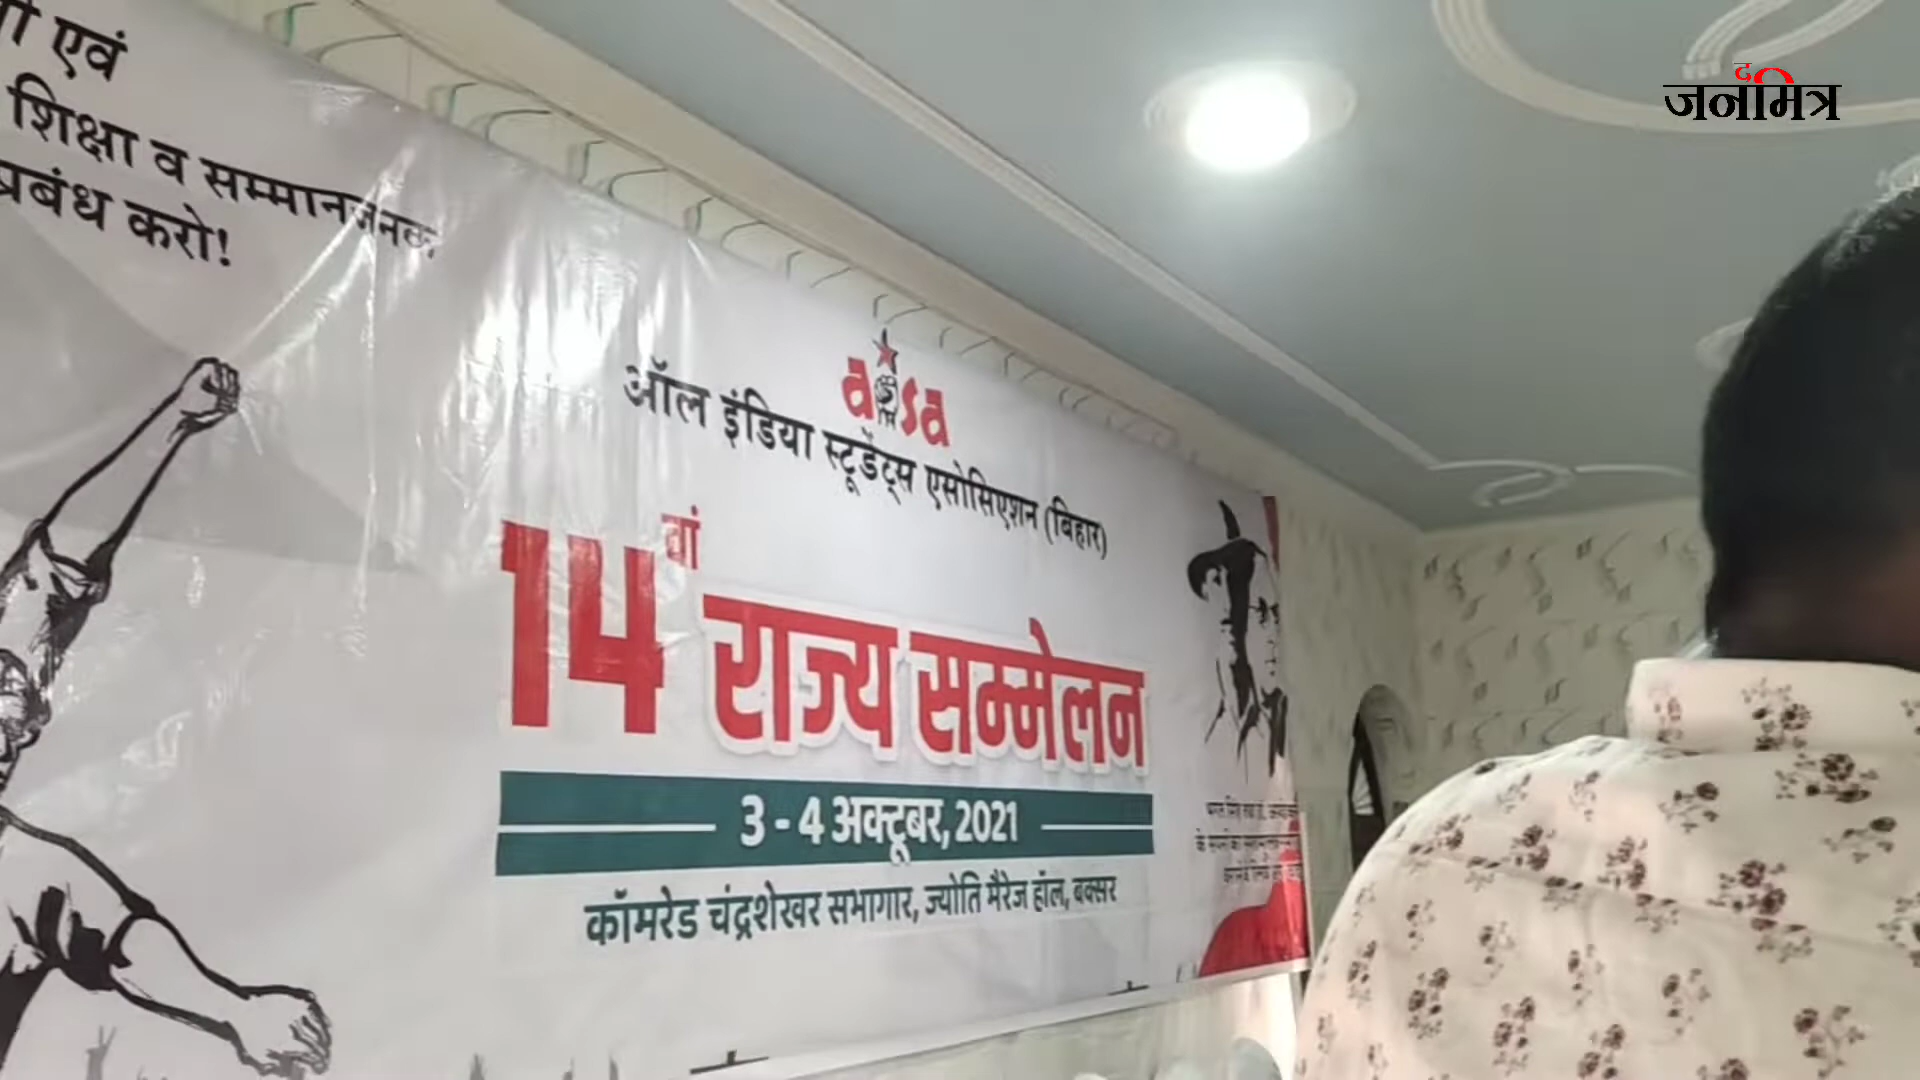 एवं
शिक्षा व सम्मानजनक
प्रबंध करो!
aisa
ऑल इंडिया स्टूडेंट्स एसोसिएशन (बिहार)
14वां राज्य सम्मेलन
3 - 4 अक्टूबर, 2021
कॉमरेड चंद्रशेखर सभागार, ज्योति मैरेज हॉल, बक्सर
द
जनमित्र